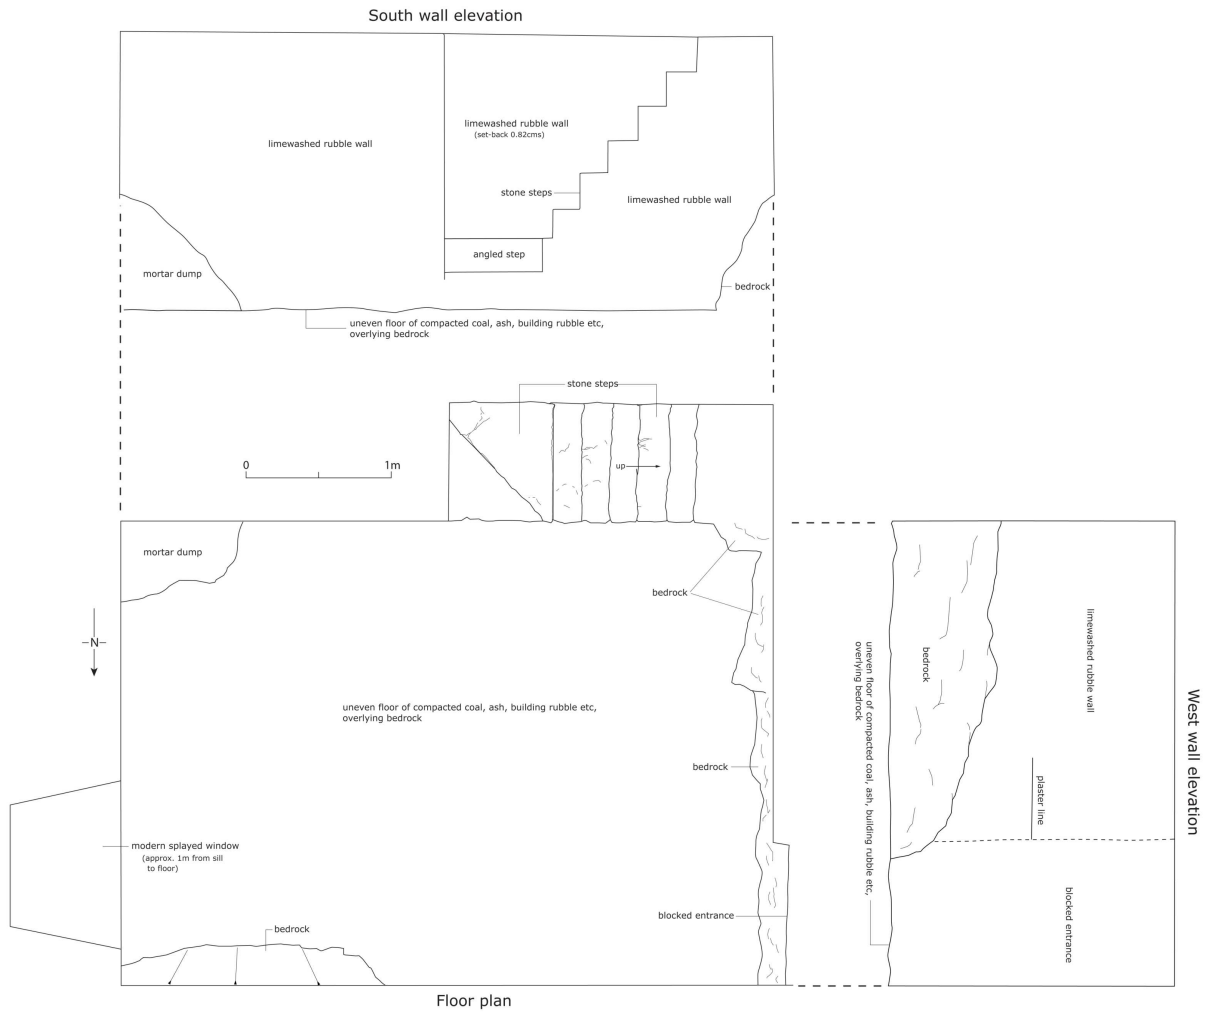 South wall elevation
limewashed rubble wall
limewashed rubble wall
(set-back 0.82cms)
stone steps
limewashed rubble wall
angled step
mortar dump
bedrock
uneven floor of compacted coal, ash, building rubble etc,
overlying bedrock
stone steps
0
1m
up
mortar dump
bedrock
N
uneven floor of compacted coal, ash, building rubble etc,
overlying bedrock
bedrock
modern splayed window
(approx. 1m from sill
to floor)
blocked entrance
bedrock
Floor plan
uneven floor of compacted coal, ash, building rubble etc,
overlying bedrock
bedrock
limewashed rubble wall
plaster line
blocked entrance
West wall elevation